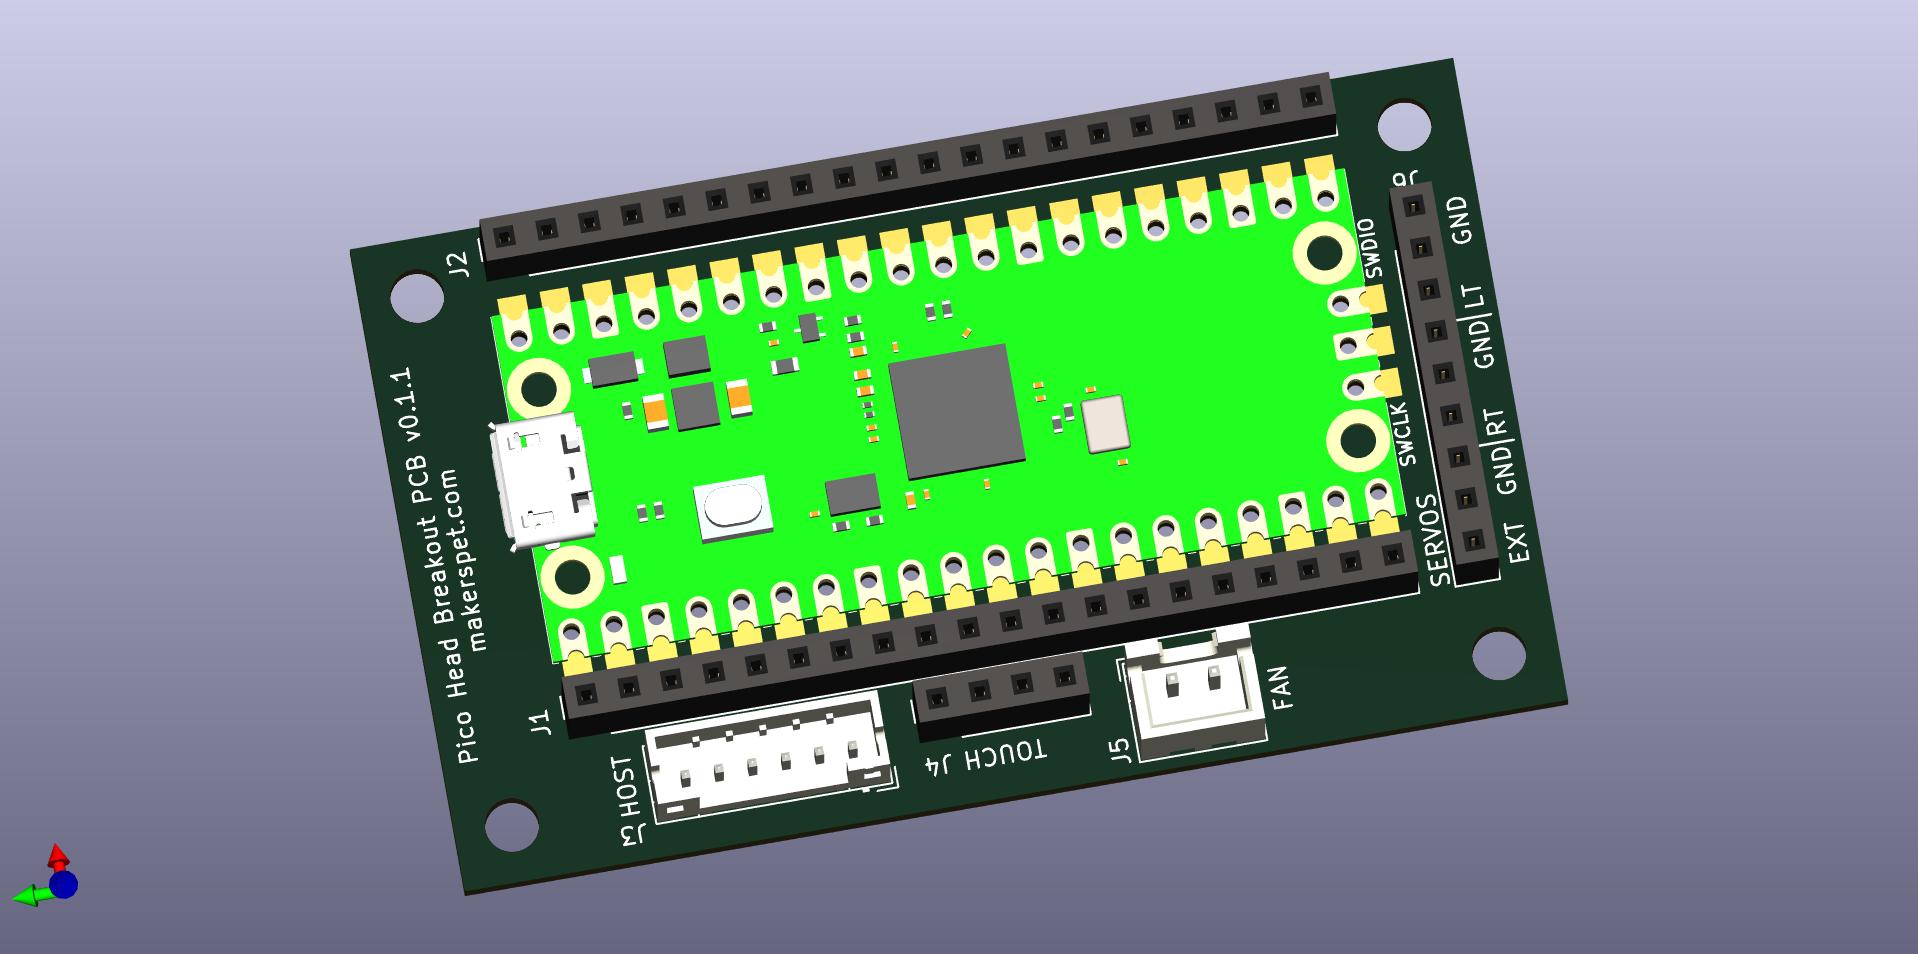 Pico Head Breakout PCB v0.1.1
makerspet.com
J2
J1
SWDIO
SWCLK
GND
GND|LT
GND|RT
EXT
SERVOS
J3 HOST
TOUCH J4
J5
FAN